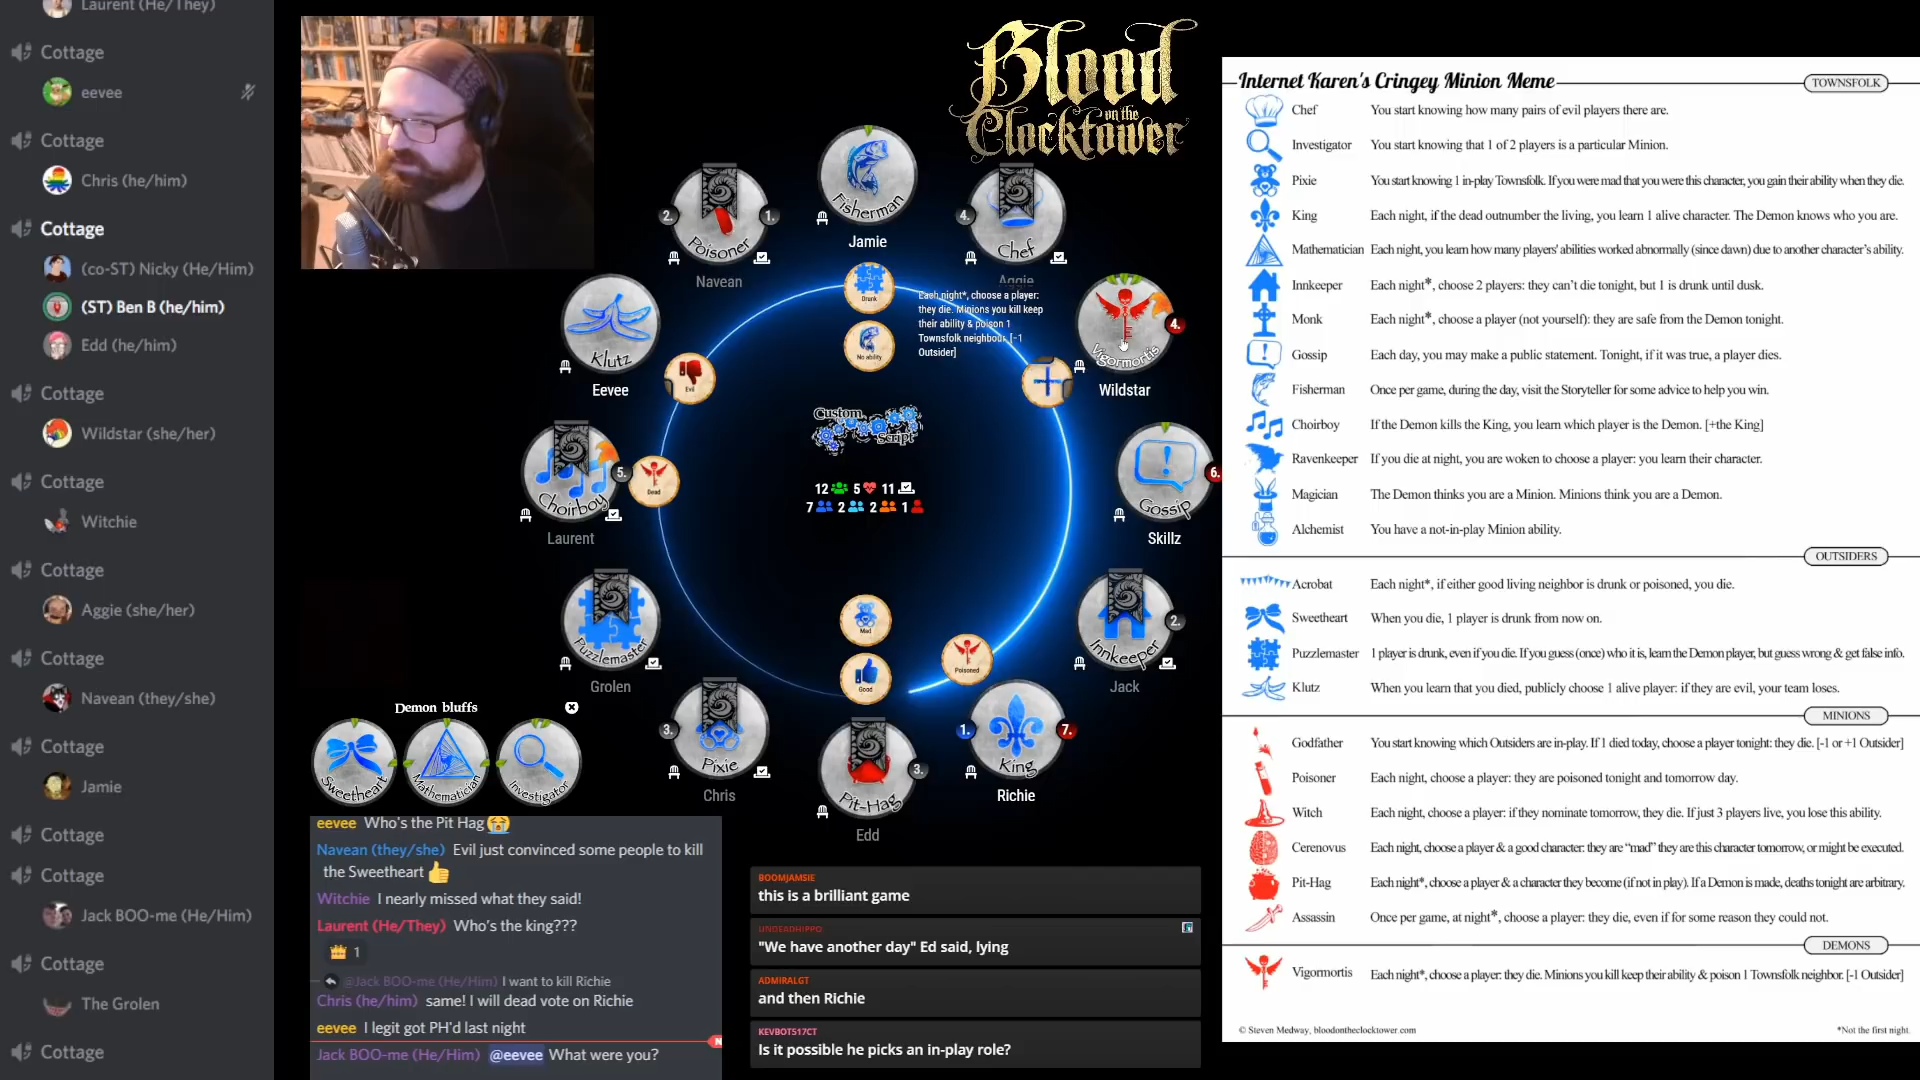 Laurent (He/They)
Cottage
eevee
Cottage
Chris (he/him)
Cottage
(co-ST) Nicky (He/Him)
(ST) Ben B (he/him)
Edd (he/him)
Cottage
Wildstar (she/her)
Cottage
Witchie
Cottage
Aggie (she/her)
Cottage
Navean (they/she)
Cottage
Jamie
Cottage
Cottage
Jack BOO-me (He/Him)
Cottage
The Grolen
Cottage
Blood
on the
Clocktower
2.
1.
Poisoner
Navean
Fisherman
Jamie
4.
Chef
Aggie
Klutz
Eevee
Drunk
No ability
Each night*, choose a player:
they die. Minions you kill keep
their ability & poison 1
Townsfolk neighbour. [-1
Outsider]
4.
Vigormortis
Wildstar
Evil
Custom
Script
12 5 11
7 2 2 1
Choirboy
5.
Laurent
Dead
Gossip
6.
Skillz
Puzzlemaster
Grolen
Mad
Good
Poisoned
Innkeeper
2.
Jack
3.
Pixie
Chris
Pit-Hag
3.
Edd
1.
King
7.
Richie
Demon bluffs
Sweetheart
Mathematician
Investigator
eevee Who's the Pit Hag
Navean (they/she) Evil just convinced some people to kill
the Sweetheart
Witchie I nearly missed what they said!
Laurent (He/They) Who's the king???
1
@Jack BOO-me (He/Him) I want to kill Richie
Chris (he/him) same! I will dead vote on Richie
eevee I legit got PH'd last night
Jack BOO-me (He/Him) @eevee What were you?
BOOMJAMSIE
this is a brilliant game
UNDEADHIPPO
"We have another day" Ed said, lying
ADMIRALGT
and then Richie
KEVBOT517CT
Is it possible he picks an in-play role?
Internet Karen's Cringey Minion Meme
TOWNSFOLK
Chef You start knowing how many pairs of evil players there are.
Investigator You start knowing that 1 of 2 players is a particular Minion.
Pixie You start knowing 1 in-play Townsfolk. If you were mad that you were this character, you gain their ability when they die.
King Each night, if the dead outnumber the living, you learn 1 alive character. The Demon knows who you are.
Mathematician Each night, you learn how many players' abilities worked abnormally (since dawn) due to another character's ability.
Innkeeper Each night*, choose 2 players: they can't die tonight, but 1 is drunk until dusk.
Monk Each night*, choose a player (not yourself): they are safe from the Demon tonight.
Gossip Each day, you may make a public statement. Tonight, if it was true, a player dies.
Fisherman Once per game, during the day, visit the Storyteller for some advice to help you win.
Choirboy If the Demon kills the King, you learn which player is the Demon. [+the King]
Ravenkeeper If you die at night, you are woken to choose a player: you learn their character.
Magician The Demon thinks you are a Minion. Minions think you are a Demon.
Alchemist You have a not-in-play Minion ability.
OUTSIDERS
Acrobat Each night*, if either good living neighbor is drunk or poisoned, you die.
Sweetheart When you die, 1 player is drunk from now on.
Puzzlemaster 1 player is drunk, even if you die. If you guess (once) who it is, learn the Demon player, but guess wrong & get false info.
Klutz When you learn that you died, publicly choose 1 alive player: if they are evil, your team loses.
MINIONS
Godfather You start knowing which Outsiders are in-play. If 1 died today, choose a player tonight: they die. [-1 or +1 Outsider]
Poisoner Each night, choose a player: they are poisoned tonight and tomorrow day.
Witch Each night, choose a player: if they nominate tomorrow, they die. If just 3 players live, you lose this ability.
Cerenovus Each night, choose a player & a good character: they are "mad" they are this character tomorrow, or might be executed.
Pit-Hag Each night*, choose a player & a character they become (if not in play). If a Demon is made, deaths tonight are arbitrary.
Assassin Once per game, at night*, choose a player: they die, even if for some reason they could not.
DEMONS
Vigormortis Each night*, choose a player: they die. Minions you kill keep their ability & poison 1 Townsfolk neighbor. [-1 Outsider]
© Steven Medway, bloodontheclocktower.com
*Not the first night.